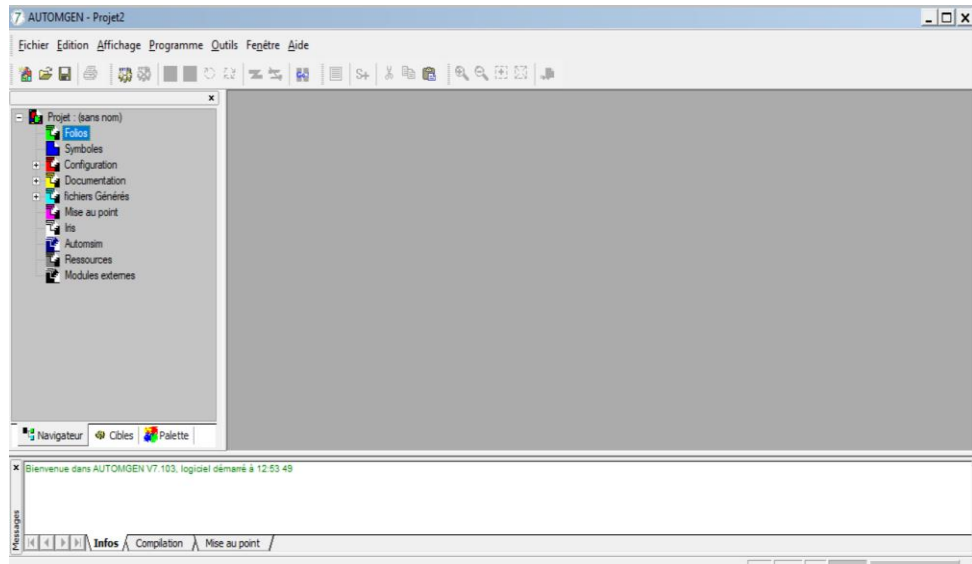 AUTOMGEN - Projet2
Fichier Edition Affichage Programme Outils Fenêtre Aide
Projet : (sans nom)
Folios
Symboles
Configuration
Documentation
fichiers Générés
Mise au point
Iris
Automsim
Ressources
Modules externes
Navigateur Cibles Palette
Bienvenue dans AUTOMGEN V7.103, logiciel démarré à 12:53 49
Messages
Infos Compilation Mise au point